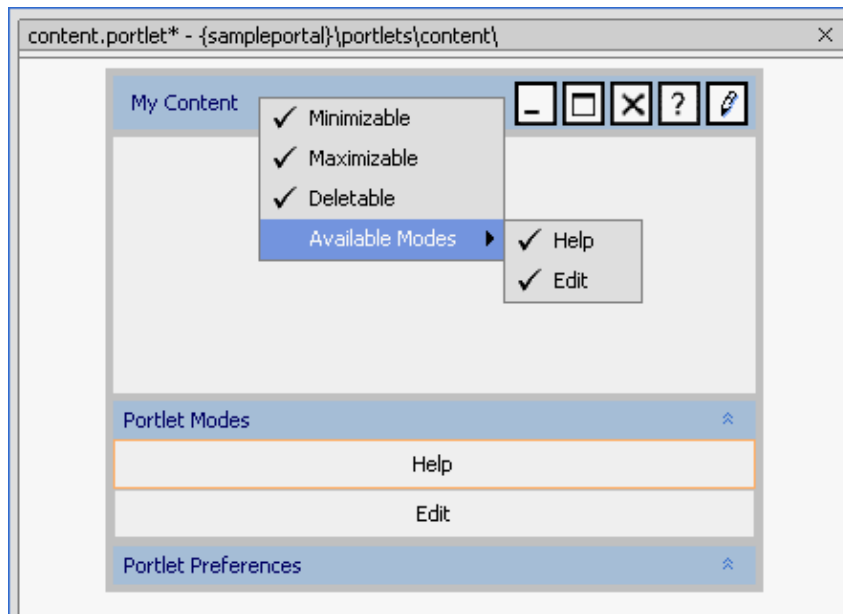 content.portlet* - {sampleportal}\portlets\content\
My Content
Minimizable
Maximizable
Deletable
Available Modes
Help
Edit
Portlet Modes
Help
Edit
Portlet Preferences